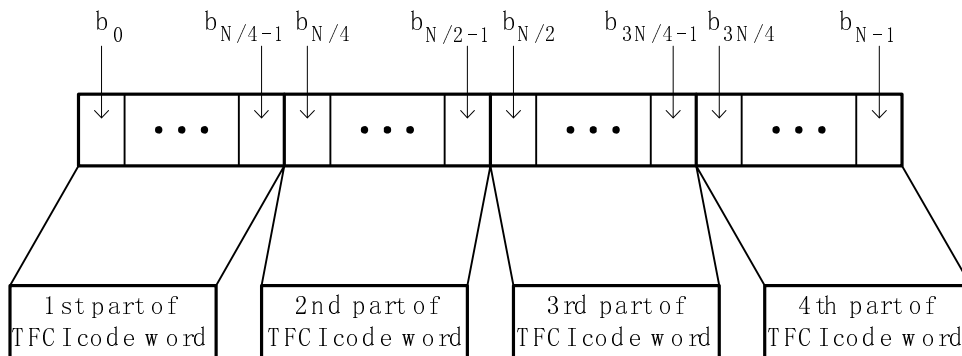 b0 bN/4-1 bN/4 bN/2-1 bN/2 b3N/4-1 b3N/4 bN-1
1st part of
TFCI code word
2nd part of
TFCI code word
3rd part of
TFCI code word
4th part of
TFCI code word